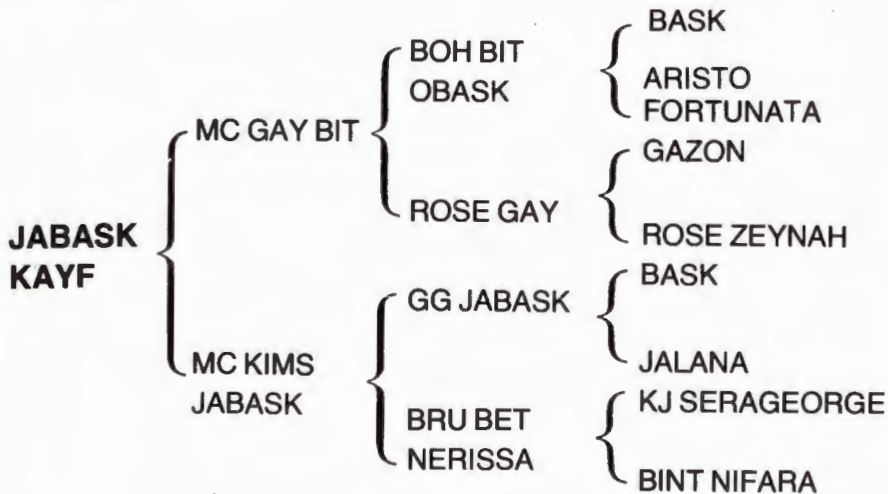 BASK
BOH BIT
OBASK
ARISTO
FORTUNATA
MC GAY BIT
GAZON
ROSE GAY
ROSE ZEYNAH
JABASK
KAYF
BASK
GG JABASK
MC KIMS
JABASK
JALANA
KJ SERAGEORGE
BRU BET
NERISSA
BINT NIFARA